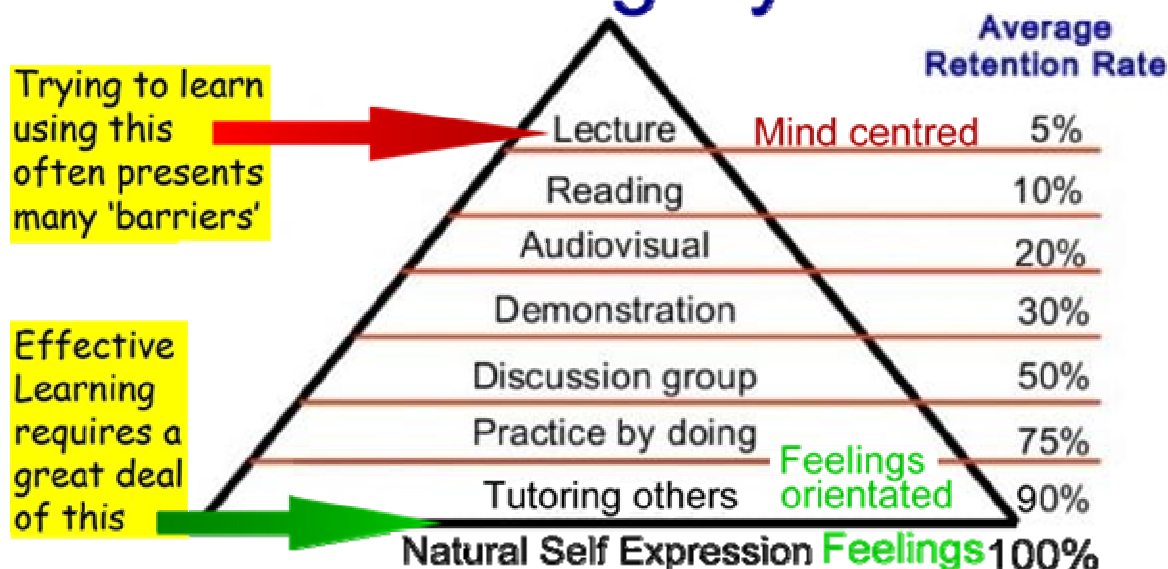 Average
Retention Rate
Trying to learn
using this
often presents
many ‘barriers’
Lecture Mind centred 5%
Reading 10%
Audiovisual 20%
Demonstration 30%
Effective
Learning
requires a
great deal
of this
Discussion group 50%
Practice by doing 75%
Feelings
orientated
Tutoring others 90%
Natural Self Expression Feelings 100%